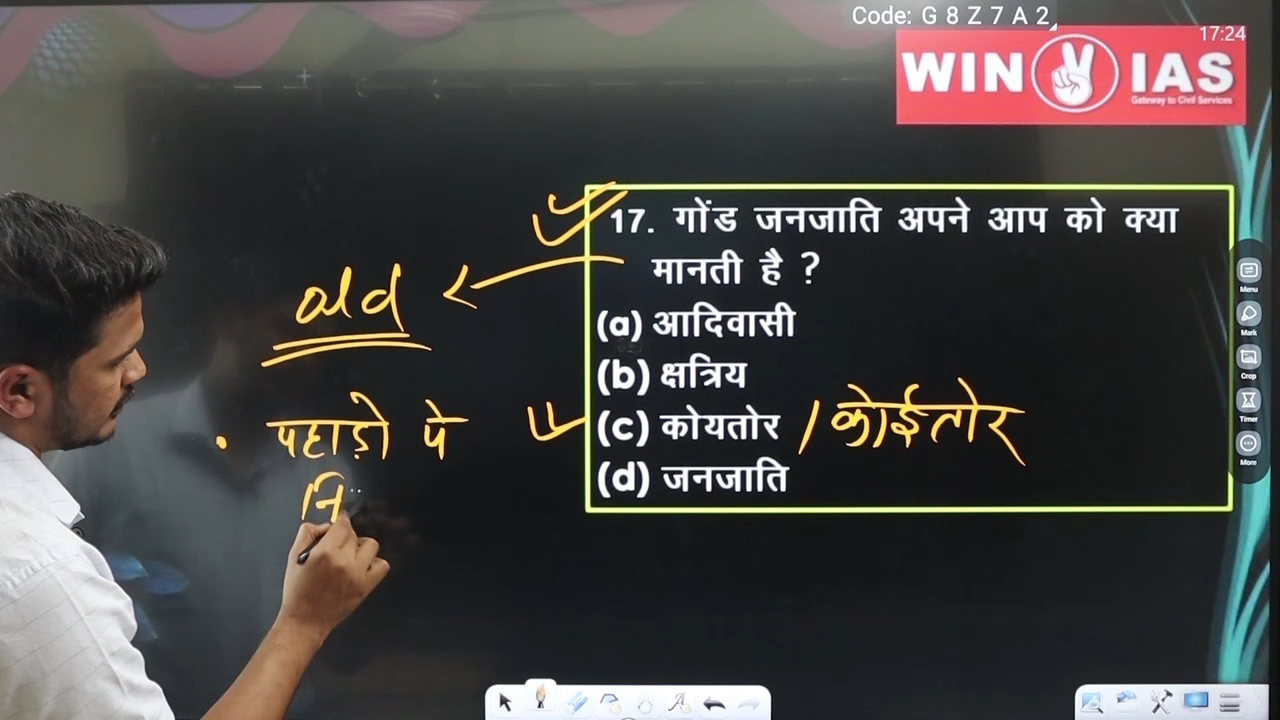 Code: G 8 Z 7 A 2
17:24
WIN IAS
Gateway to Civil Services
17. गोंड जनजाति अपने आप को क्या
मानती है ?
(a) आदिवासी
(b) क्षत्रिय
(c) कोयतोर / कोईतोर
(d) जनजाति
old
• पहाड़ो पे
नि
Menu
Mark
Crop
Timer
More